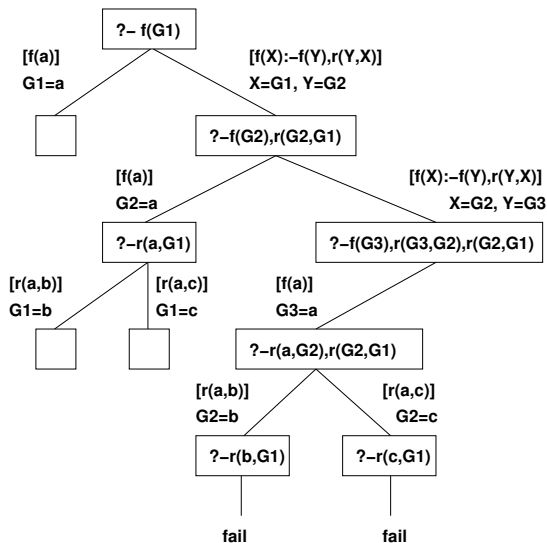 ?– f(G1)
[f(a)]
G1=a
[f(X):–f(Y),r(Y,X)]
X=G1, Y=G2
?–f(G2),r(G2,G1)
[f(a)]
G2=a
[f(X):–f(Y),r(Y,X)]
X=G2, Y=G3
?–r(a,G1)
?–f(G3),r(G3,G2),r(G2,G1)
[r(a,b)]
G1=b
[r(a,c)]
G1=c
[f(a)]
G3=a
?–r(a,G2),r(G2,G1)
[r(a,b)]
G2=b
[r(a,c)]
G2=c
?–r(b,G1)
?–r(c,G1)
fail
fail